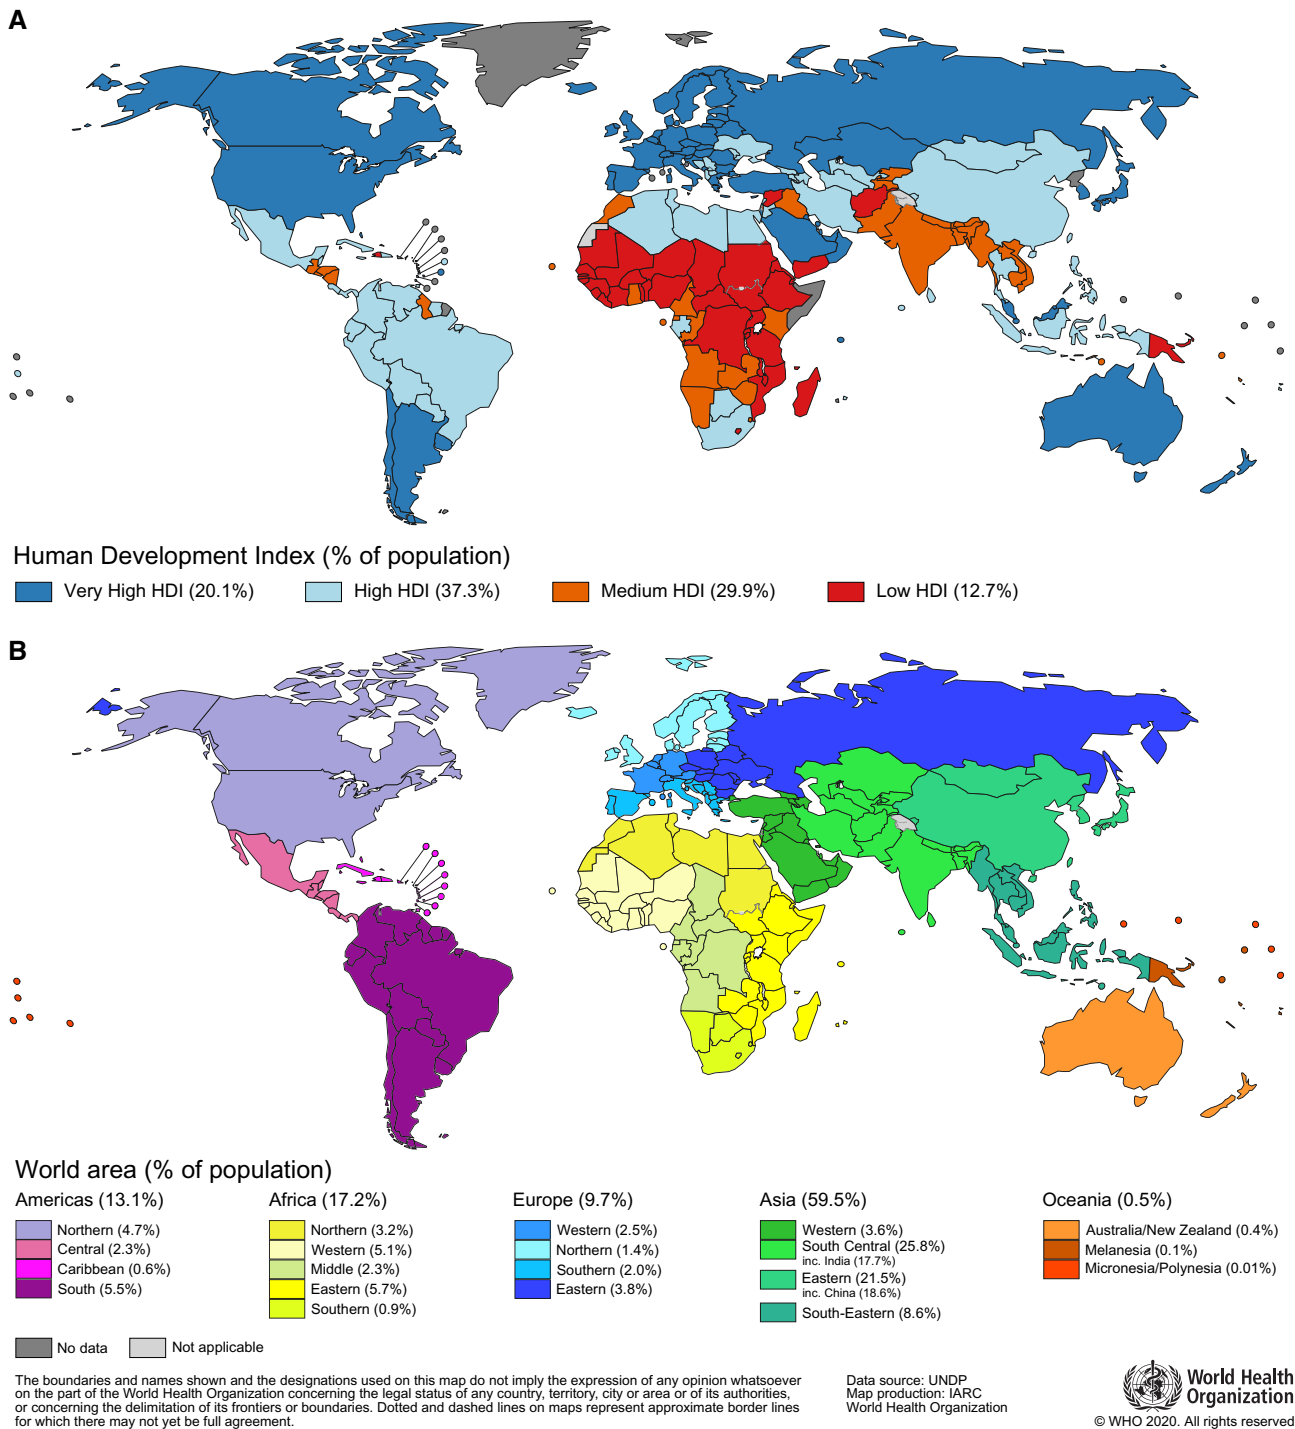 A
Human Development Index (% of population)
Very High HDI (20.1%)
High HDI (37.3%)
Medium HDI (29.9%)
Low HDI (12.7%)
B
World area (% of population)
Americas (13.1%)
Northern (4.7%)
Central (2.3%)
Caribbean (0.6%)
South (5.5%)
Africa (17.2%)
Northern (3.2%)
Western (5.1%)
Middle (2.3%)
Eastern (5.7%)
Southern (0.9%)
Europe (9.7%)
Western (2.5%)
Northern (1.4%)
Southern (2.0%)
Eastern (3.8%)
Asia (59.5%)
Western (3.6%)
South Central (25.8%)
inc. India (17.7%)
Eastern (21.5%)
inc. China (18.6%)
South-Eastern (8.6%)
Oceania (0.5%)
Australia/New Zealand (0.4%)
Melanesia (0.1%)
Micronesia/Polynesia (0.01%)
No data
Not applicable
The boundaries and names shown and the designations used on this map do not imply the expression of any opinion whatsoever
on the part of the World Health Organization concerning the legal status of any country, territory, city or area or of its authorities,
or concerning the delimitation of its frontiers or boundaries. Dotted and dashed lines on maps represent approximate border lines
for which there may not yet be full agreement.
Data source: UNDP
Map production: IARC
World Health Organization
World Health
Organization
© WHO 2020. All rights reserved